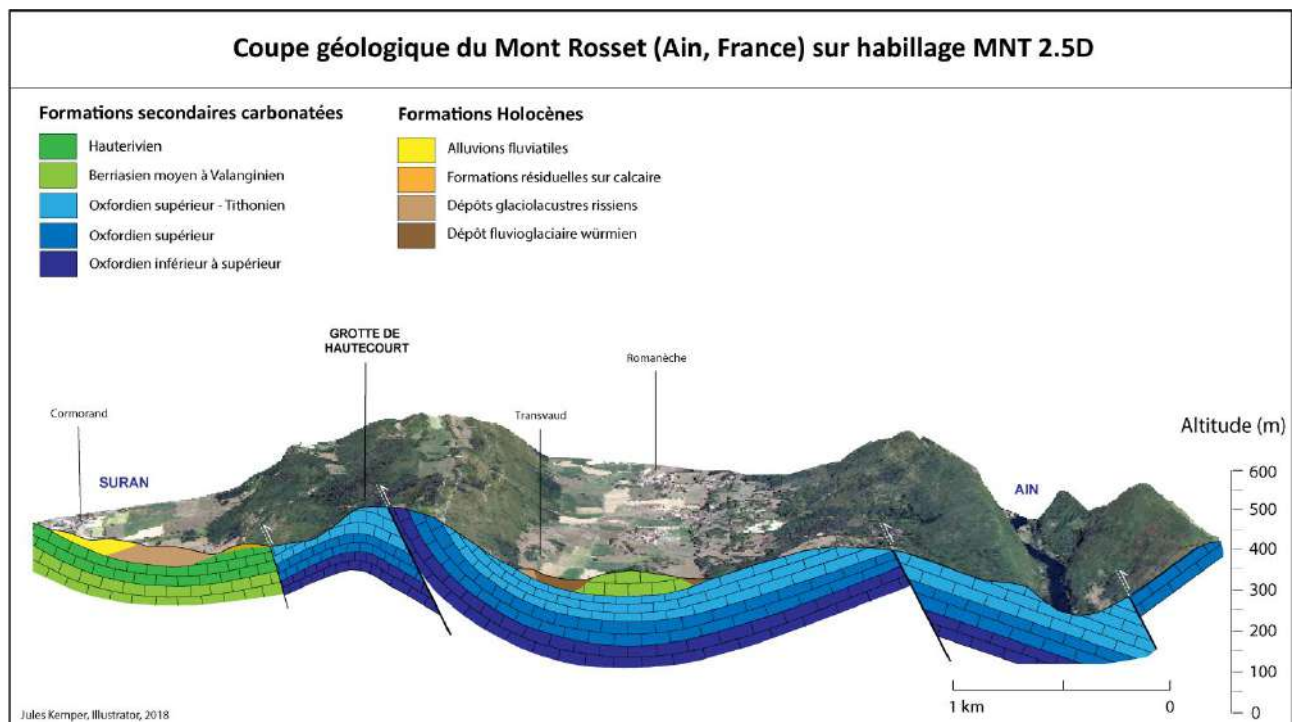 Coupe géologique du Mont Rosset (Ain, France) sur habillage MNT 2.5D
Formations secondaires carbonatées
Hauterivien
Berriasien moyen à Valanginien
Oxfordien supérieur - Tithonien
Oxfordien supérieur
Oxfordien inférieur à supérieur
Formations Holocènes
Alluvions fluviatiles
Formations résiduelles sur calcaire
Dépôts glaciolacustres rissiens
Dépôt fluvioglaciaire würmien
GROTTE DE
HAUTECOURT
Romanèche
Cormorand
Transvaud
Altitude (m)
SURAN
AIN
600
500
400
300
200
100
0
1 km
0
Jules Kemper, Illustrator, 2018